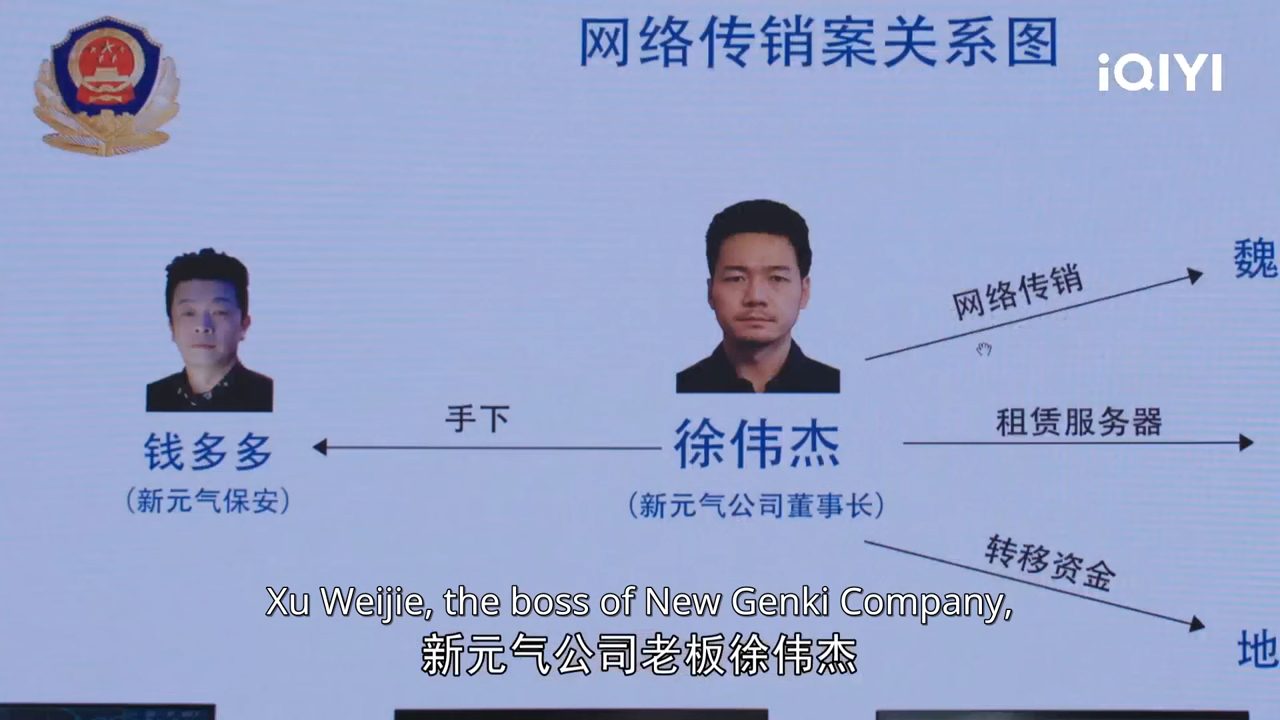 网络传销案关系图
iQIYI
魏
网络传销
手下
租赁服务器
钱多多
徐伟杰
（新元气保安）
（新元气公司董事长）
转移资金
地
Xu Weijie, the boss of New Genki Company,
新元气公司老板徐伟杰